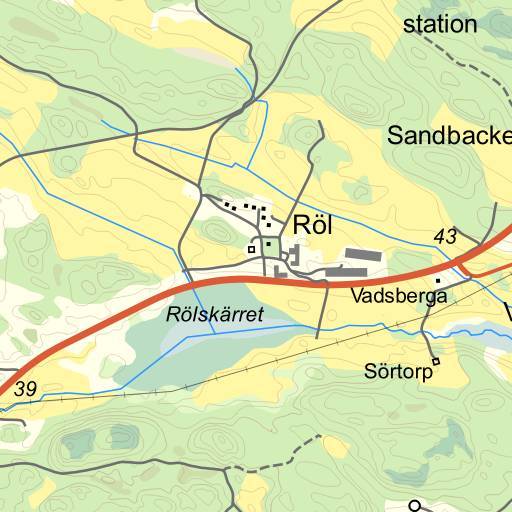 station
Sandbacke
Röl
43
Vadsberga
Rölskärret
V
Sörtorp
39